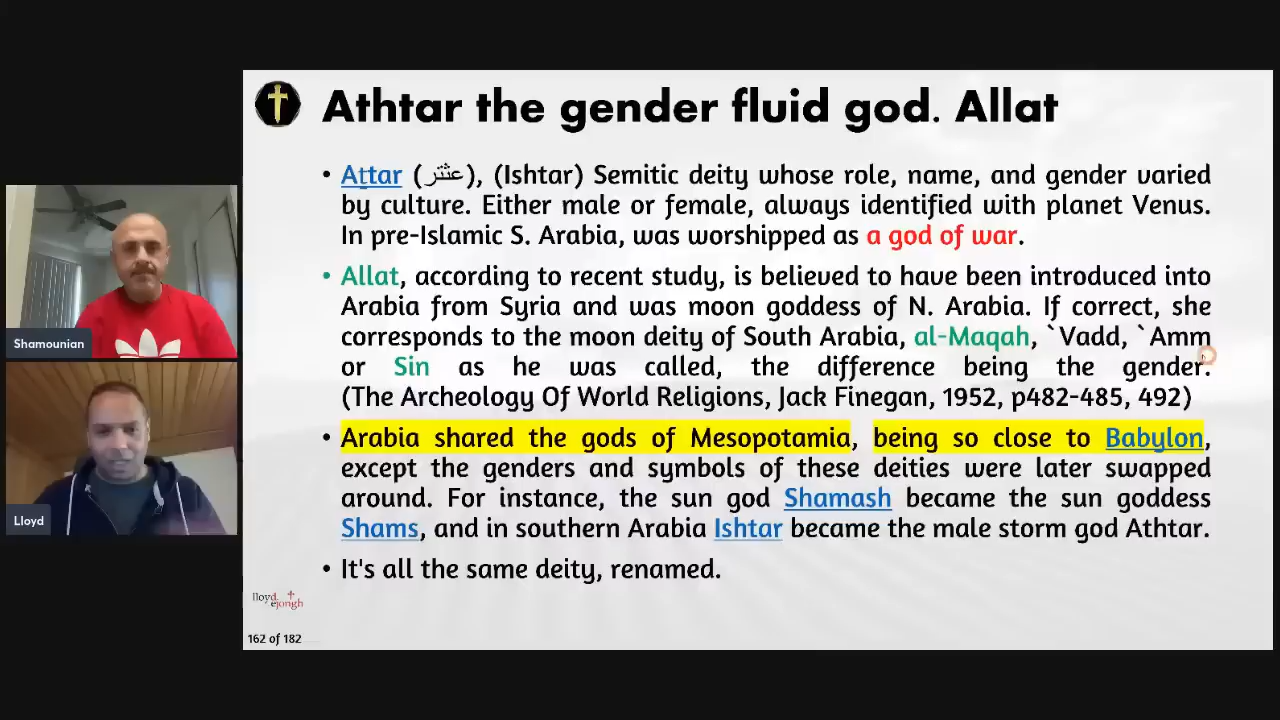 Athtar the gender fluid god. Allat
• Aṯtar (عثتر), (Ishtar) Semitic deity whose role, name, and gender varied
by culture. Either male or female, always identified with planet Venus.
In pre-Islamic S. Arabia, was worshipped as a god of war.
• Allat, according to recent study, is believed to have been introduced into
Arabia from Syria and was moon goddess of N. Arabia. If correct, she
corresponds to the moon deity of South Arabia, al-Maqah, `Vadd, `Amm
or Sin as he was called, the difference being the gender.
(The Archeology Of World Religions, Jack Finegan, 1952, p482-485, 492)
• Arabia shared the gods of Mesopotamia, being so close to Babylon,
except the genders and symbols of these deities were later swapped
around. For instance, the sun god Shamash became the sun goddess
Shams, and in southern Arabia Ishtar became the male storm god Athtar.
• It's all the same deity, renamed.
lloyd
ejongh
162 of 182
Shamounian
Lloyd